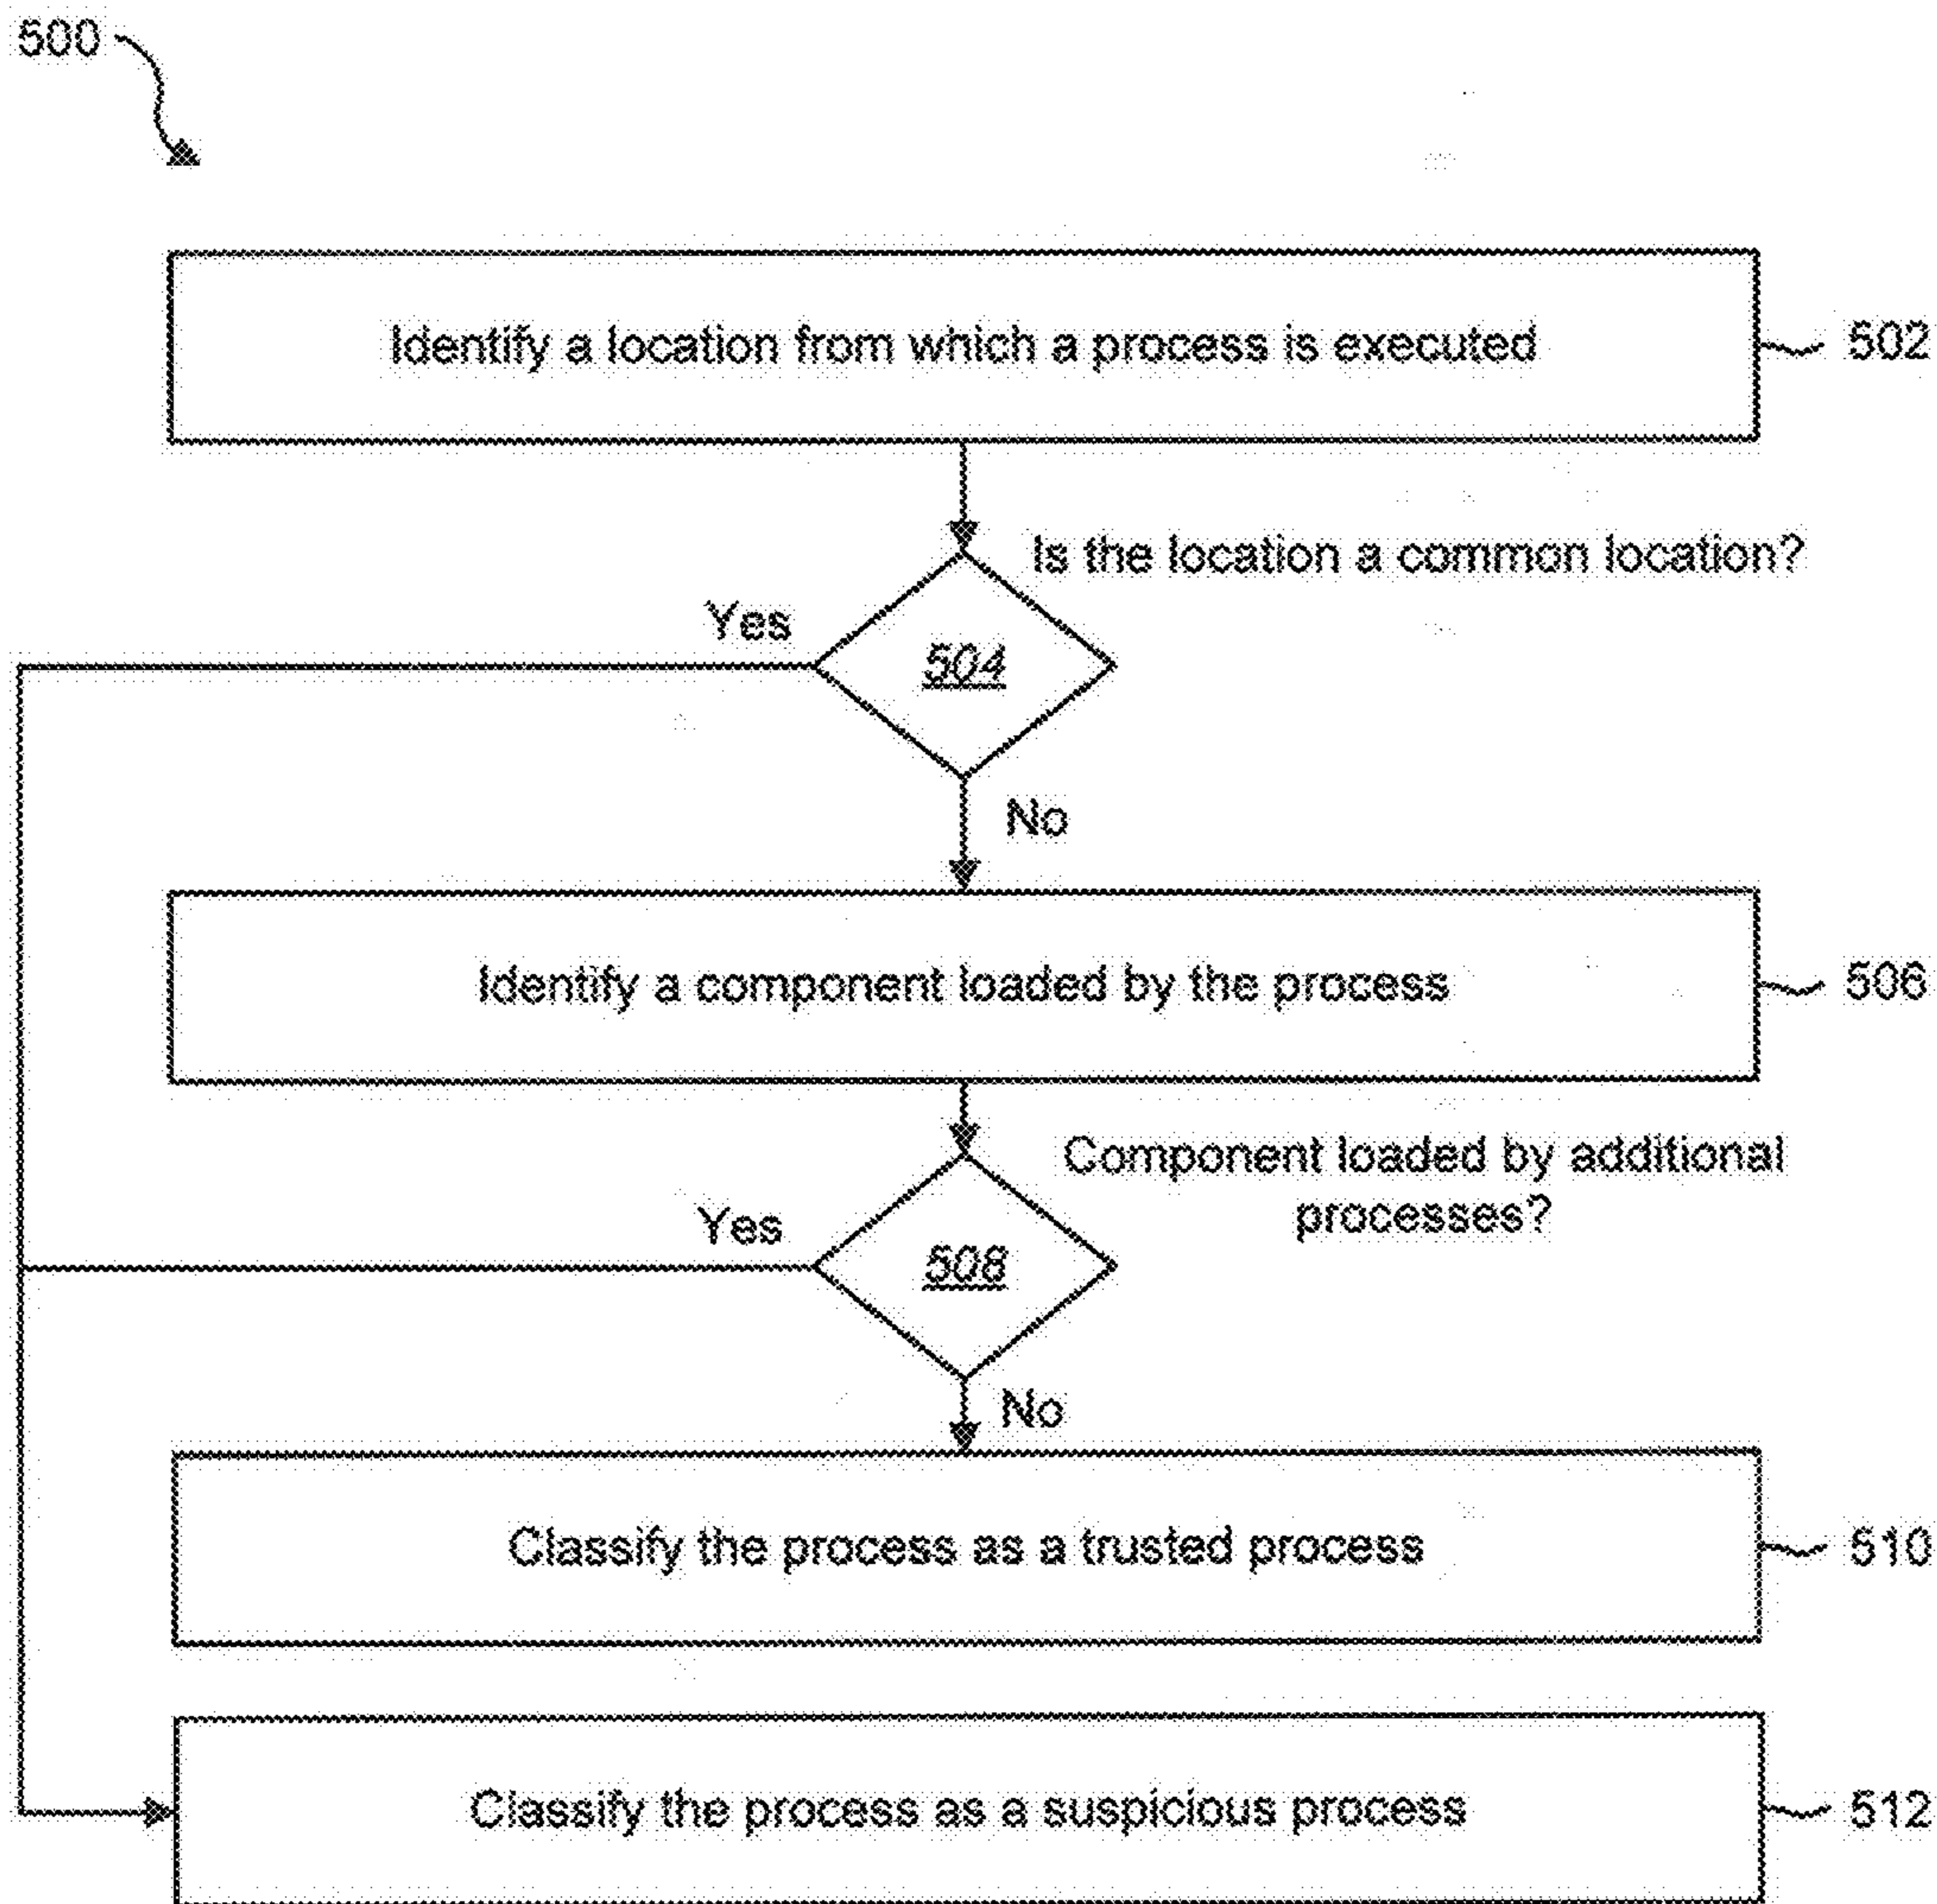 500
Identify a location from which a process is executed
502
Is the location a common location?
Yes
504
No
Identify a component loaded by the process
506
Component loaded by additional
processes?
Yes
508
No
Classify the process as a trusted process
510
Classify the process as a suspicious process
512